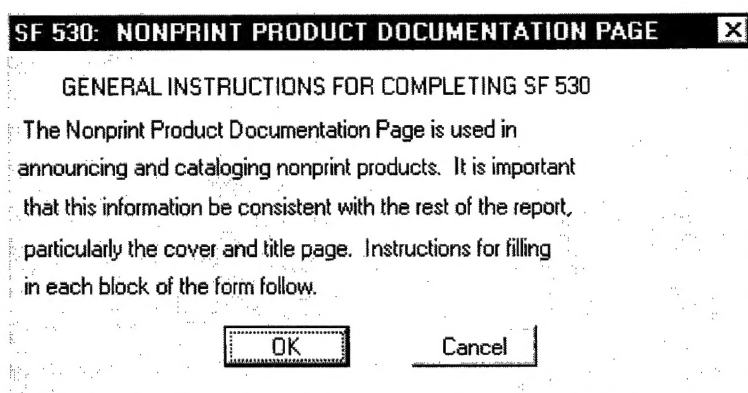 SF 530: NONPRINT PRODUCT DOCUMENTATION PAGE
GENERAL INSTRUCTIONS FOR COMPLETING SF 530
The Nonprint Product Documentation Page is used in
announcing and cataloging nonprint products. It is important
that this information be consistent with the rest of the report,
particularly the cover and title page. Instructions for filling
in each block of the form follow.
OK Cancel